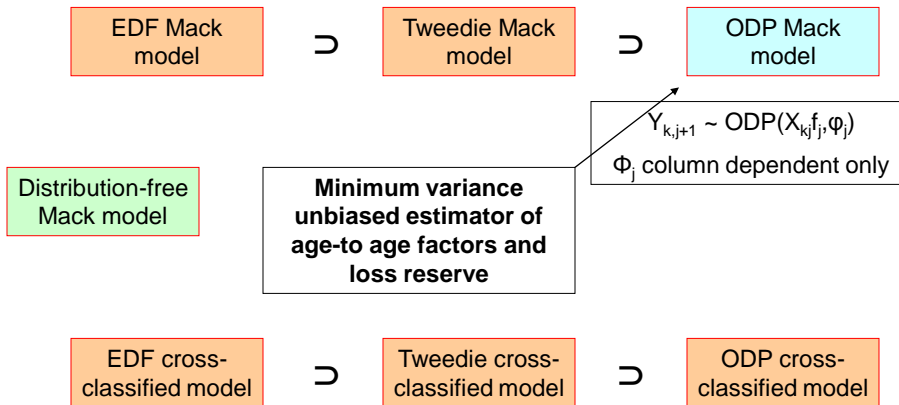 EDF Mack
model
⊃
Tweedie Mack
model
⊃
ODP Mack
model
Y_{k,j+1} ~ ODP(X_{kj}f_j,φ_j)
Φ_j column dependent only
Distribution-free
Mack model
Minimum variance
unbiased estimator of
age-to age factors and
loss reserve
EDF cross-
classified model
⊃
Tweedie cross-
classified model
⊃
ODP cross-
classified model